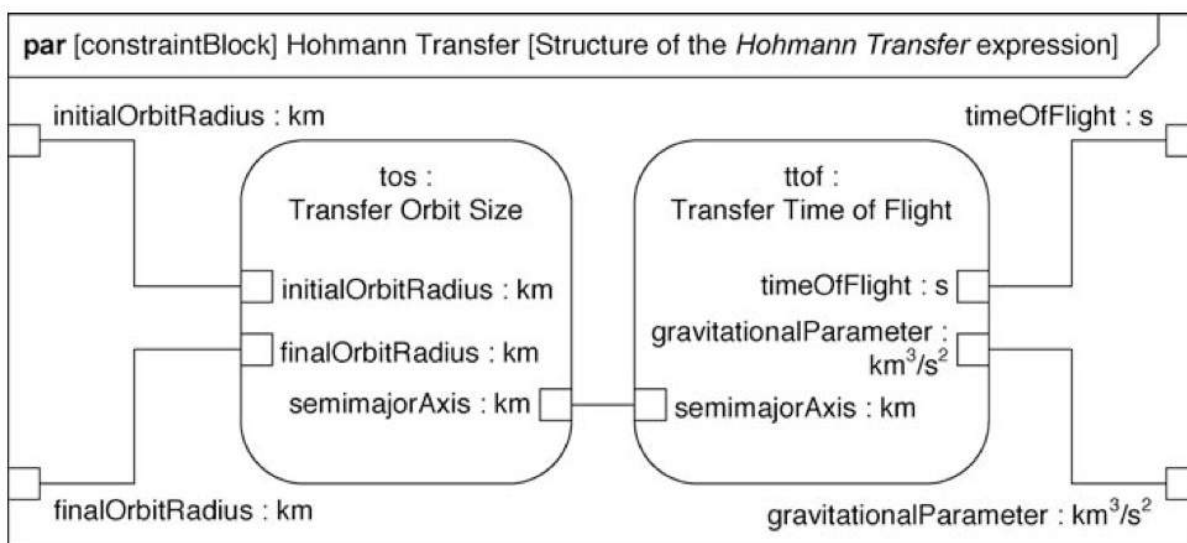 par [constraintBlock] Hohmann Transfer [Structure of the Hohmann Transfer expression]
initialOrbitRadius : km
timeOfFlight : s
tos :
Transfer Orbit Size
initialOrbitRadius : km
finalOrbitRadius : km
semimajorAxis : km
ttof :
Transfer Time of Flight
timeOfFlight : s
gravitationalParameter :
km³/s²
semimajorAxis : km
finalOrbitRadius : km
gravitationalParameter : km³/s²